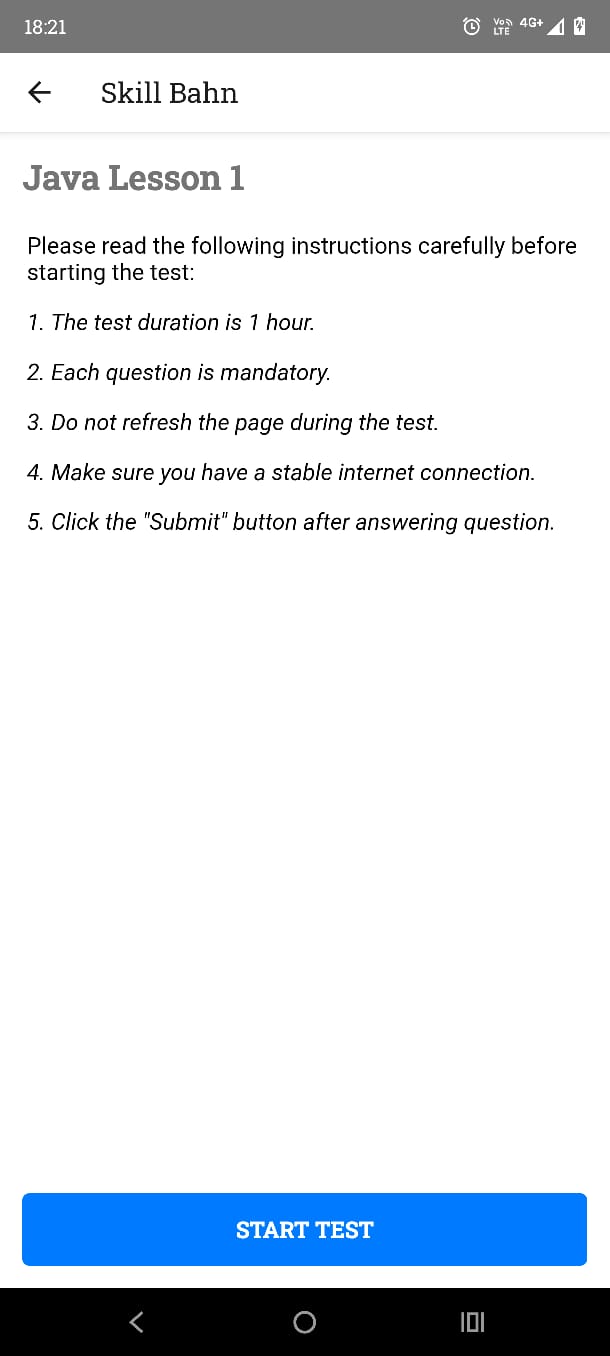 18:21
Vo LTE 4G+
Skill Bahn
Java Lesson 1
Please read the following instructions carefully before
starting the test:
1. The test duration is 1 hour.
2. Each question is mandatory.
3. Do not refresh the page during the test.
4. Make sure you have a stable internet connection.
5. Click the "Submit" button after answering question.
START TEST